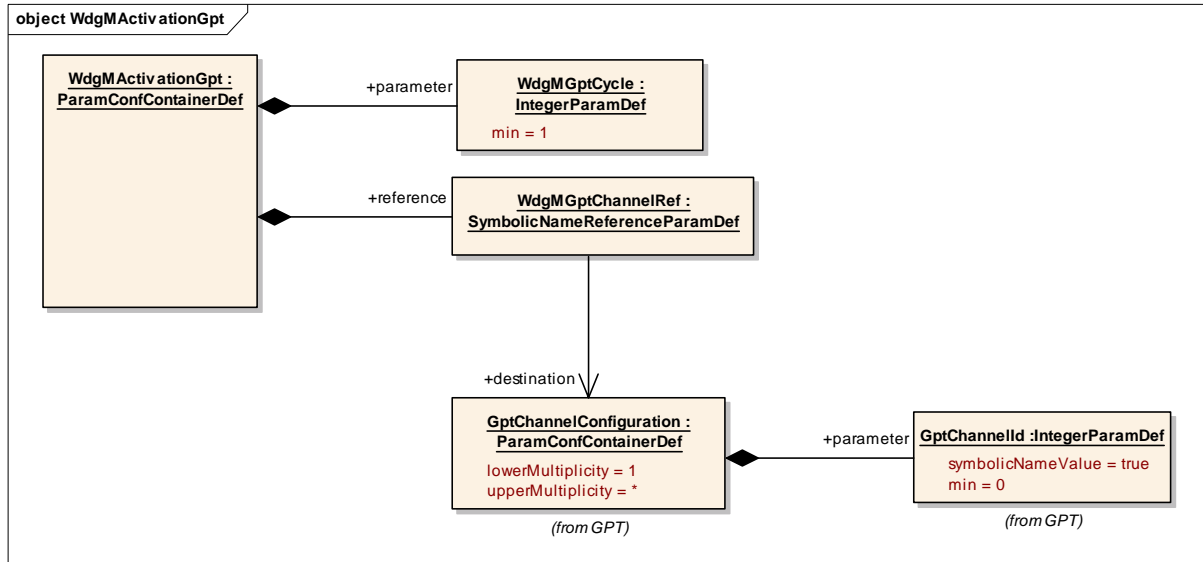 object WdgMActivationGpt
WdgMActivationGpt :
ParamConfContainerDef
+parameter
WdgMGptCycle :
IntegerParamDef
min = 1
+reference
WdgMGptChannelRef :
SymbolicNameReferenceParamDef
+destination
GptChannelConfiguration :
ParamConfContainerDef
lowerMultiplicity = 1
upperMultiplicity = *
(from GPT)
+parameter
GptChannelId :IntegerParamDef
symbolicNameValue = true
min = 0
(from GPT)